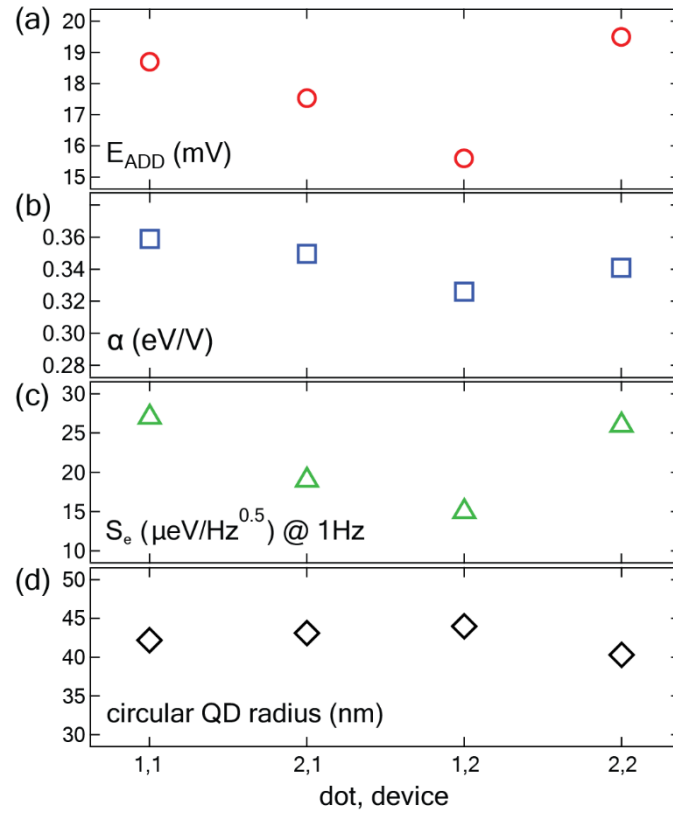 (a)
20
19
18
17
16
15
E_ADD (mV)
(b)
0.36
0.34
0.32
0.30
0.28
α (eV/V)
(c)
30
25
20
15
10
S_e (µeV/Hz^0.5) @ 1Hz
(d)
50
45
40
35
30
circular QD radius (nm)
1,1 2,1 1,2 2,2
dot, device